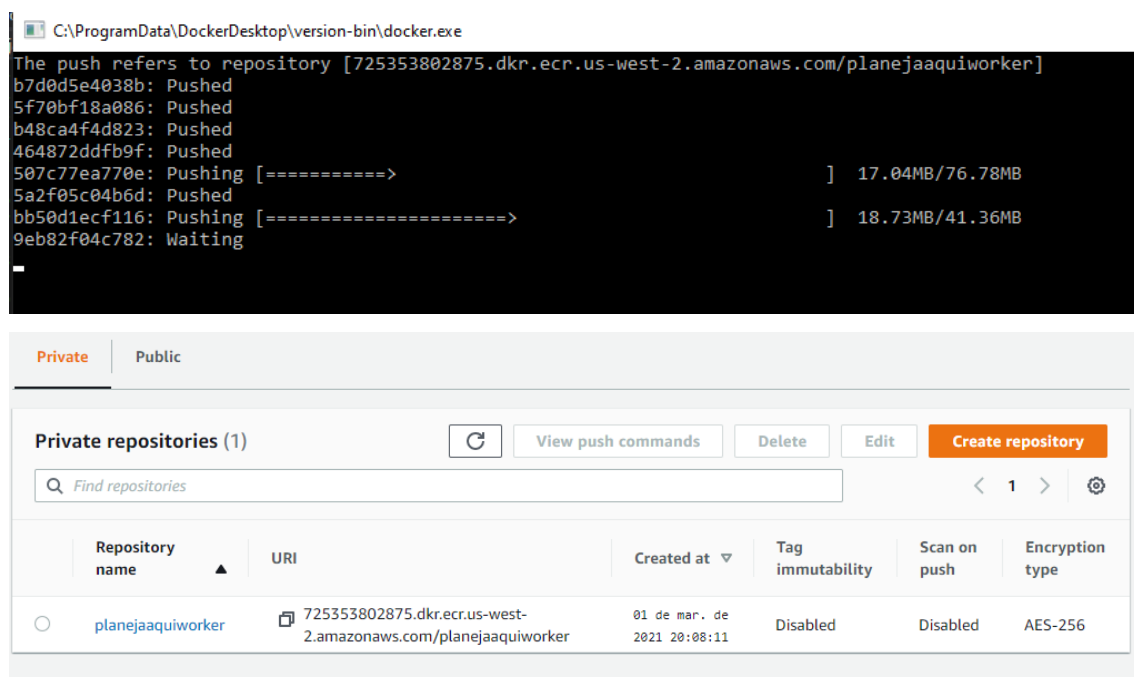 C:\ProgramData\DockerDesktop\version-bin\docker.exe
The push refers to repository [725353802875.dkr.ecr.us-west-2.amazonaws.com/planejaaquiworker]
b7d0d5e4038b: Pushed
5f70bf18a086: Pushed
b48ca4f4d823: Pushed
464872ddfb9f: Pushed
507c77ea770e: Pushing [===========>                                       ]  17.04MB/76.78MB
5a2f05c04b6d: Pushed
bb50d1ecf116: Pushing [======================>                            ]  18.73MB/41.36MB
9eb82f04c782: Waiting
Private Public
Private repositories (1) View push commands Delete Edit Create repository
Find repositories 1
Repository name URI Created at Tag immutability Scan on push Encryption type
planejaaquiworker 725353802875.dkr.ecr.us-west-2.amazonaws.com/planejaaquiworker 01 de mar. de 2021 20:08:11 Disabled Disabled AES-256